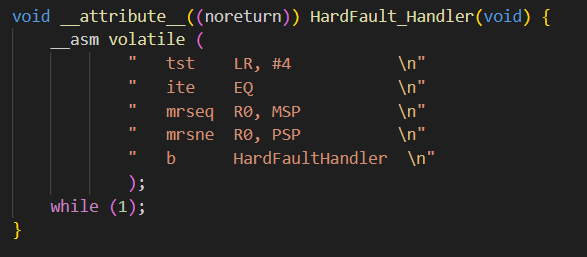 void __attribute__((noreturn)) HardFault_Handler(void) {
    __asm volatile (
            "   tst    LR, #4         \n"
            "   ite    EQ             \n"
            "   mrseq  R0, MSP        \n"
            "   mrsne  R0, PSP        \n"
            "   b      HardFaultHandler  \n"
            );
    while (1);
}